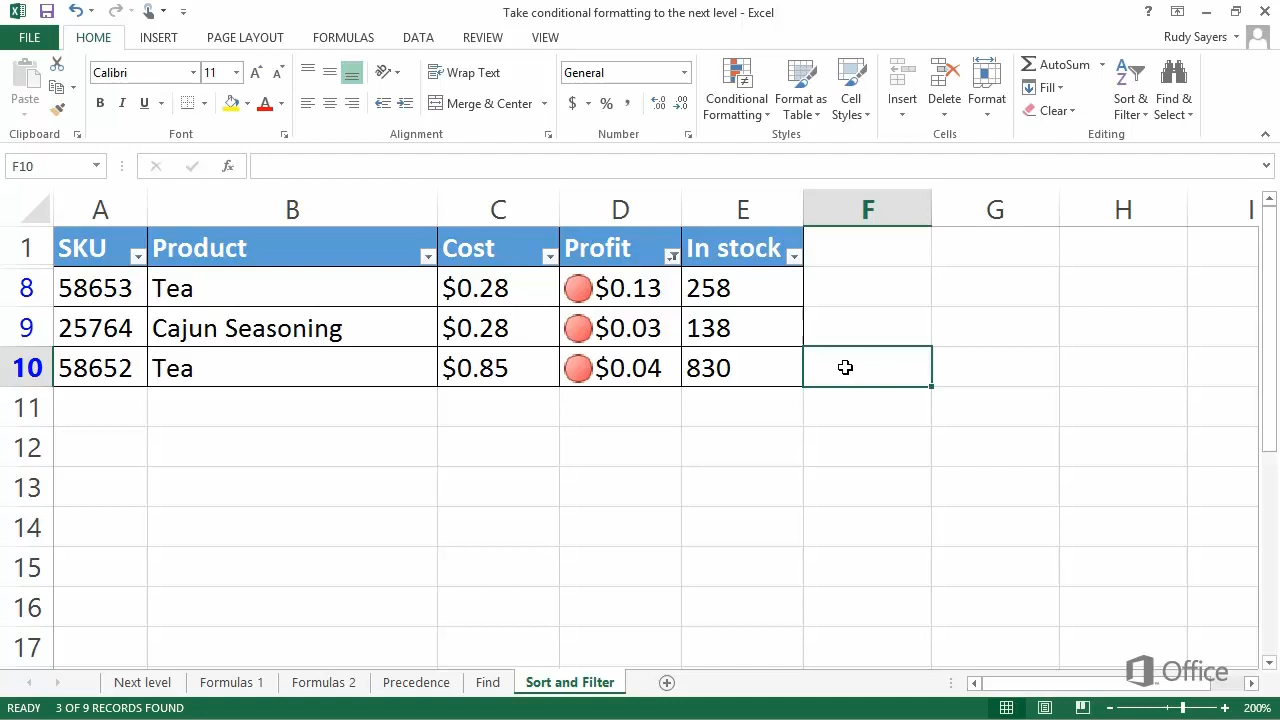 Take conditional formatting to the next level - Excel
FILE HOME INSERT PAGE LAYOUT FORMULAS DATA REVIEW VIEW Rudy Sayers
Paste
Calibri 11
B I U A
Wrap Text
Merge & Center
General
$ % ,
Conditional Formatting
Format as Table
Cell Styles
Insert
Delete
Format
AutoSum
Fill
Clear
Sort & Filter
Find & Select
Clipboard Font Alignment Number Styles Cells Editing
F10 fx
A B C D E F G H I
1 SKU Product Cost Profit In stock
8 58653 Tea $0.28 $0.13 258
9 25764 Cajun Seasoning $0.28 $0.03 138
10 58652 Tea $0.85 $0.04 830
11
12
13
14
15
16
17
Office
Next level Formulas 1 Formulas 2 Precedence Find Sort and Filter
READY 3 OF 9 RECORDS FOUND 200%